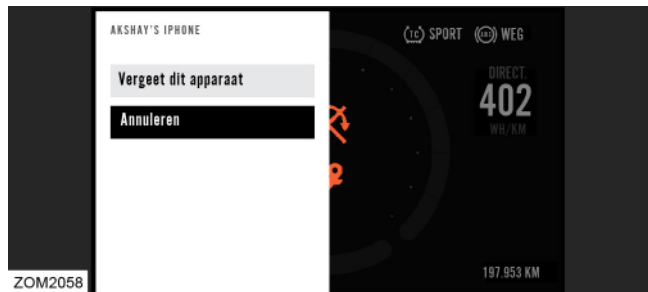 AKSHAY'S IPHONE
Vergeet dit apparaat
Annuleren
TC SPORT ABS WEG
DIRECT.
402
WH/KM
197.953 KM
ZOM2058